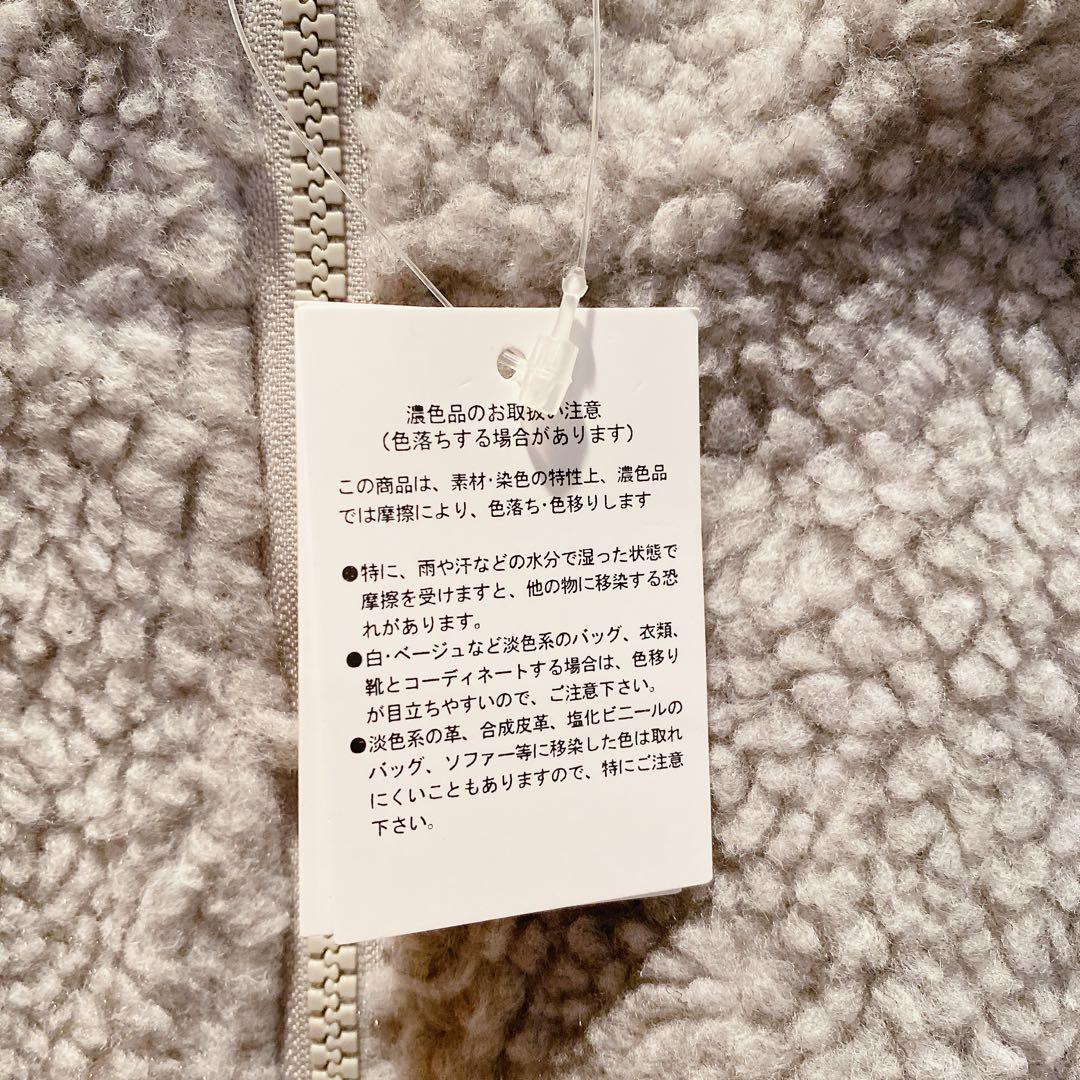 濃色品のお取扱い注意
（色落ちする場合があります）
この商品は、素材・染色の特性上、濃色品
では摩擦により、色落ち・色移りします
●特に、雨や汗などの水分で湿った状態で
摩擦を受けますと、他の物に移染する恐
れがあります。
●白・ベージュなど淡色系のバッグ、衣類、
靴とコーディネートする場合は、色移り
が目立ちやすいので、ご注意下さい。
●淡色系の革、合成皮革、塩化ビニールの
バッグ、ソファー等に移染した色は取れ
にくいこともありますので、特にご注意
下さい。